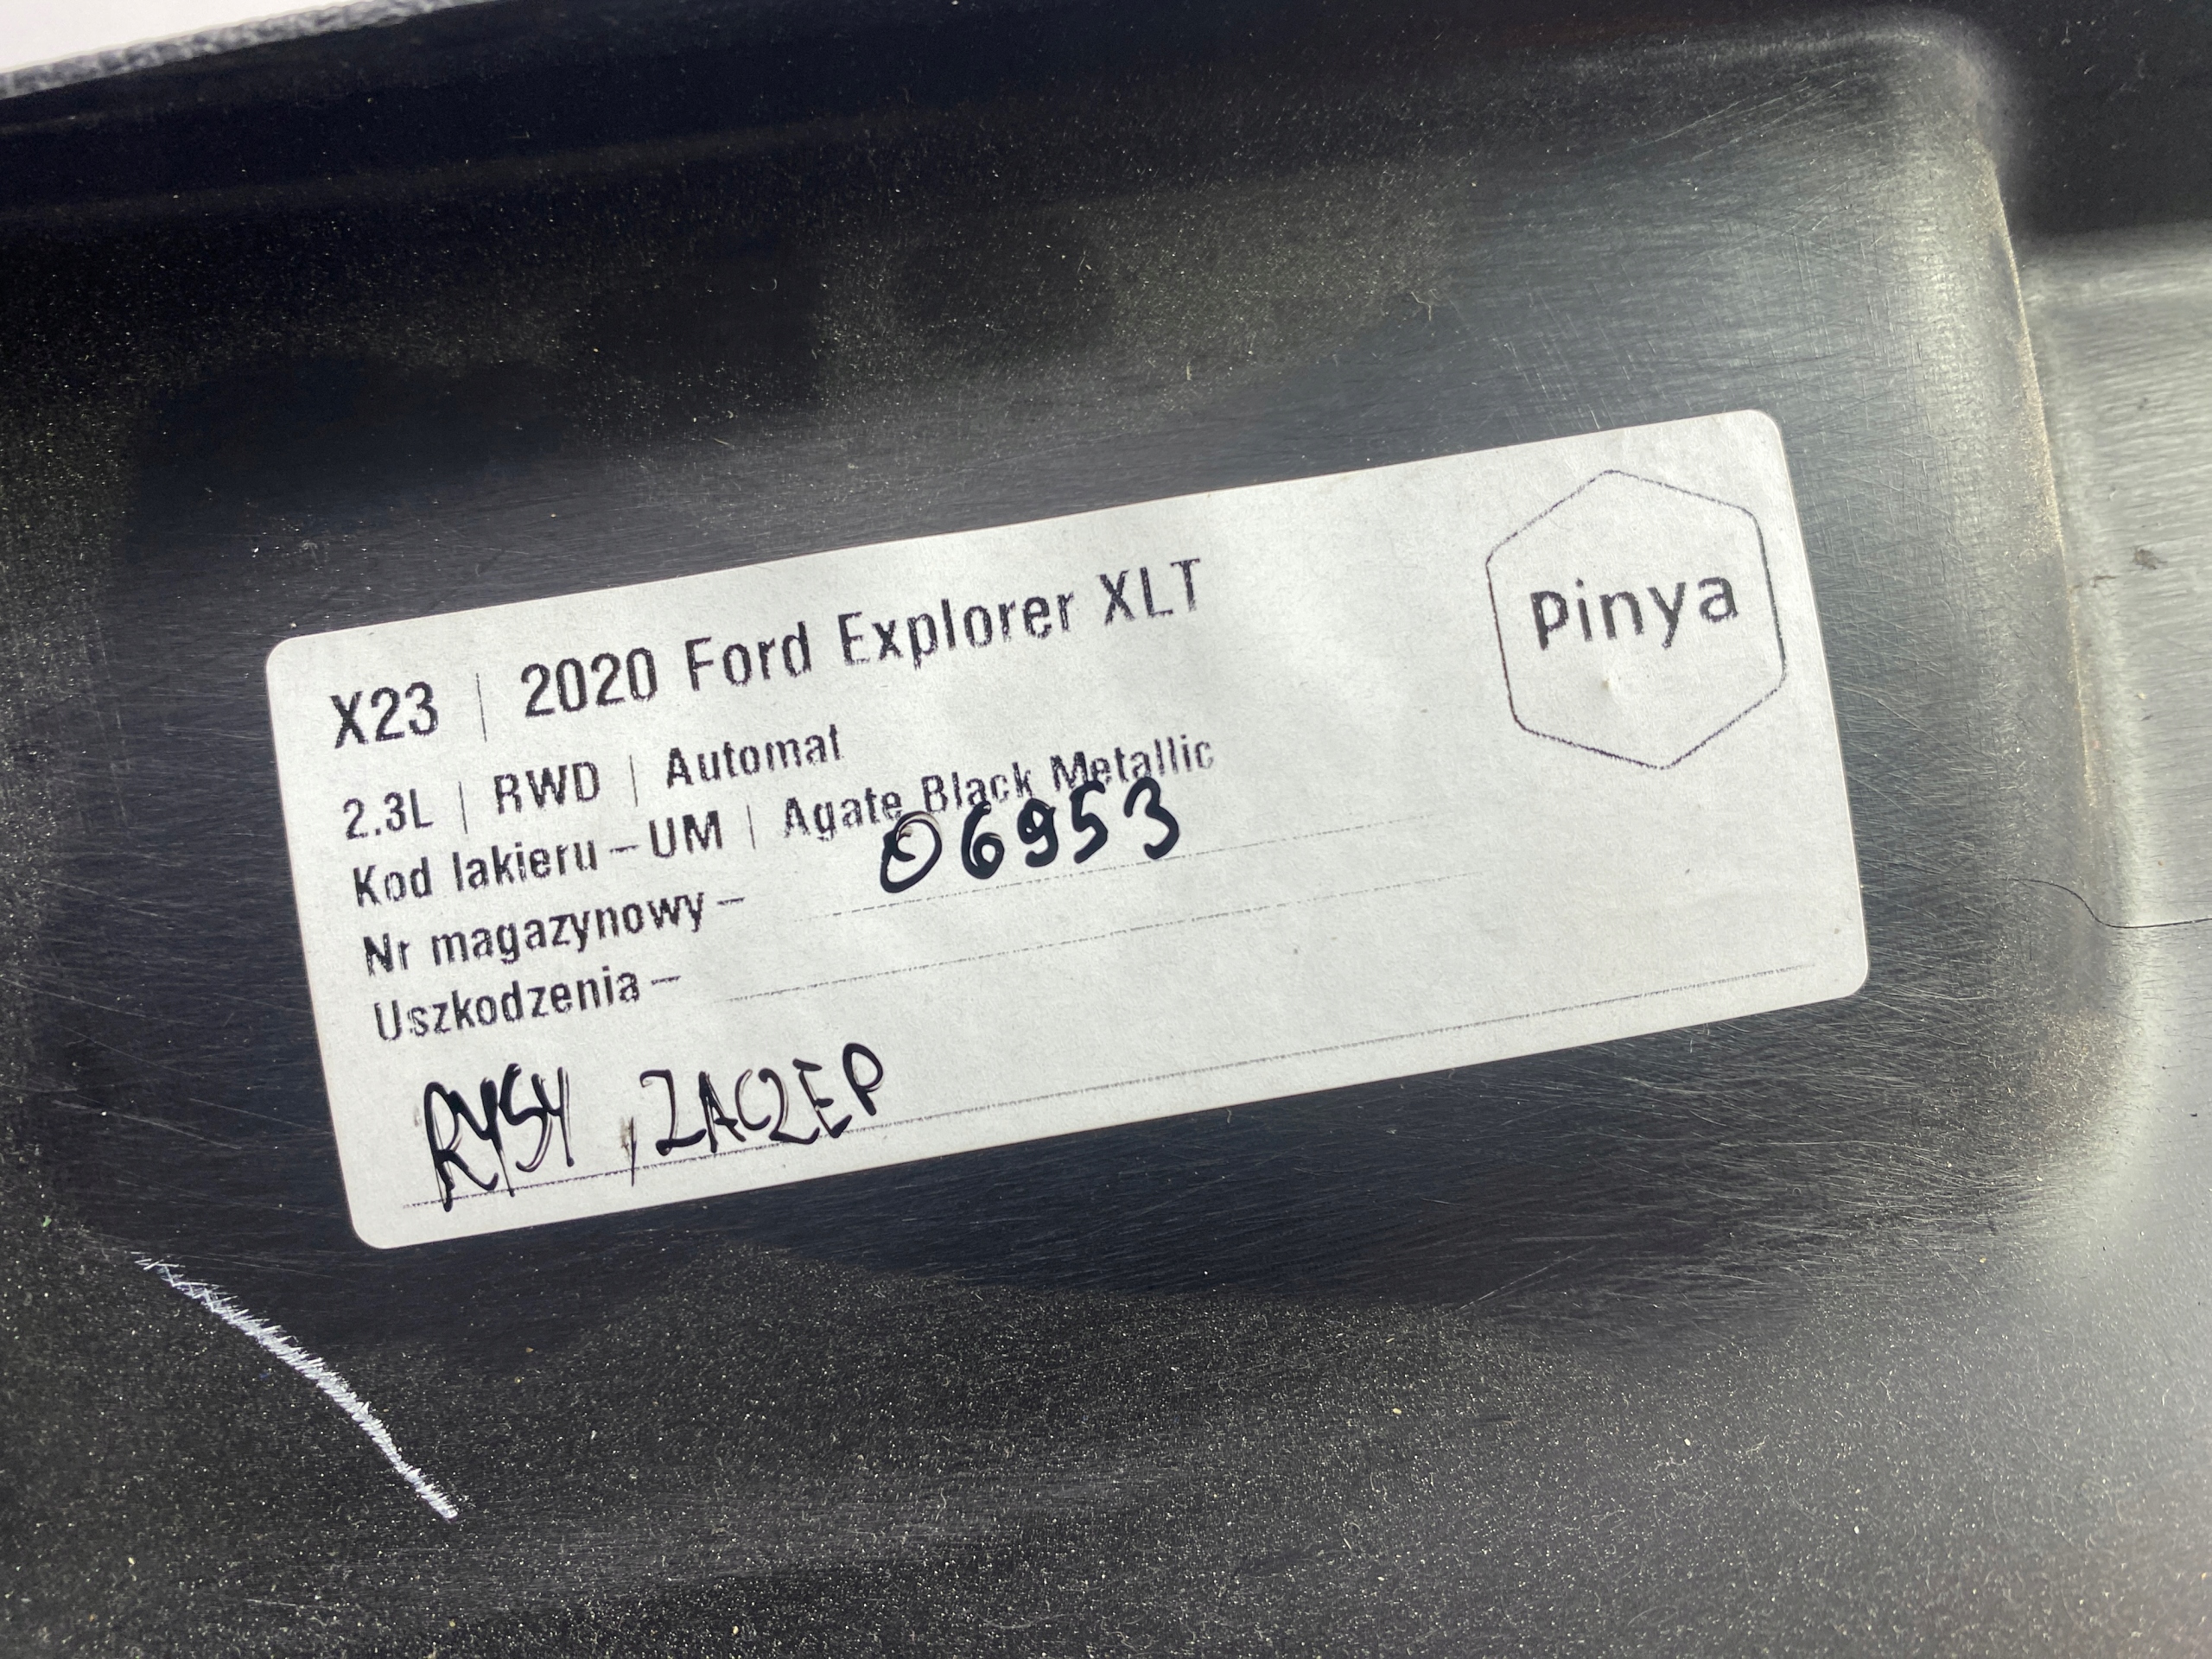 Pinya
X23 | 2020 Ford Explorer XLT
2.3L | RWD | Automat
Kod lakieru – UM | Agate Black Metallic
Nr magazynowy – 06953
Uszkodzenia –
RYSY, ZACZEP